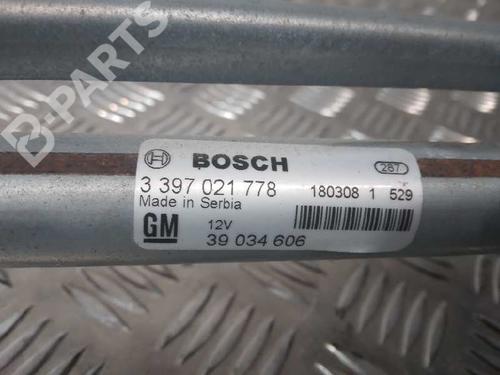 B-PARTS
BOSCH
287
3 397 021 778
180308 1 529
Made in Serbia
GM
12V
39 034 606